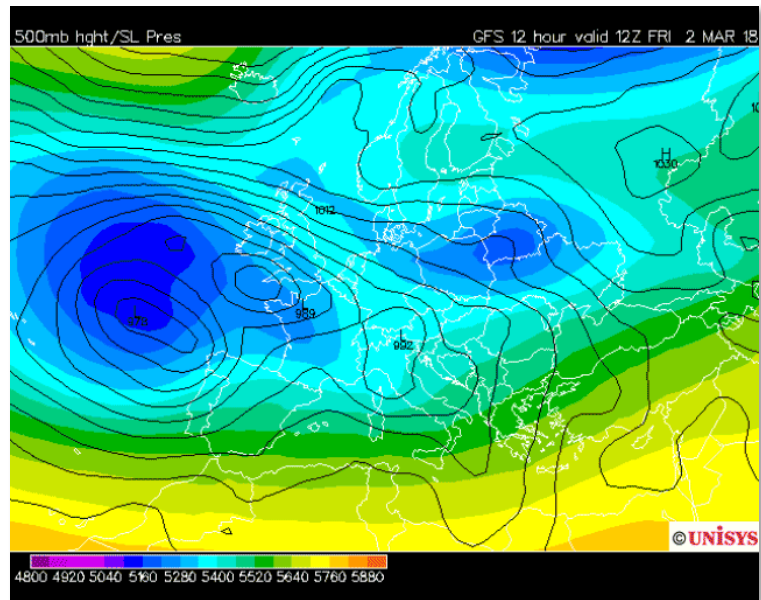 500mb hght/SL Pres GFS 12 hour valid 12Z FRI 2 MAR 18
H
1030
1012
L
989
L
992
L
©UNISYS
4800 4920 5040 5160 5280 5400 5520 5640 5760 5880